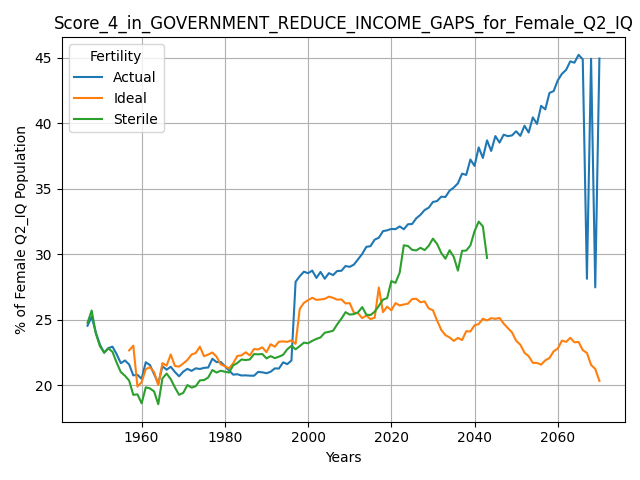 Score_4_in_GOVERNMENT_REDUCE_INCOME_GAPS_for_Female_Q2_IQ
Fertility
Actual
Ideal
Sterile
% of Female Q2_IQ Population
45
40
35
30
25
20
1960
1980
2000
2020
2040
2060
Years